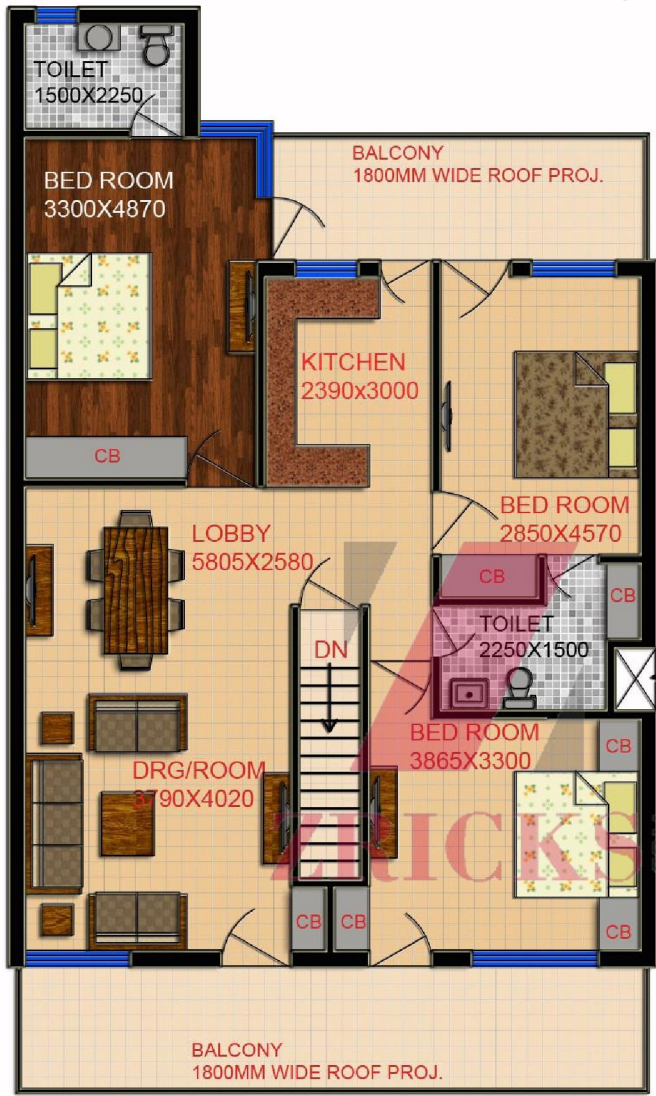 TOILET
1500X2250
BED ROOM
3300X4870
BALCONY
1800MM WIDE ROOF PROJ.
KITCHEN
2390x3000
CB
BED ROOM
2850X4570
LOBBY
5805X2580
CB
CB
TOILET
2250X1500
DN
BED ROOM
3865X3300
CB
DRG/ROOM
3790X4020
ZRICKS
CB
CB
CB
BALCONY
1800MM WIDE ROOF PROJ.